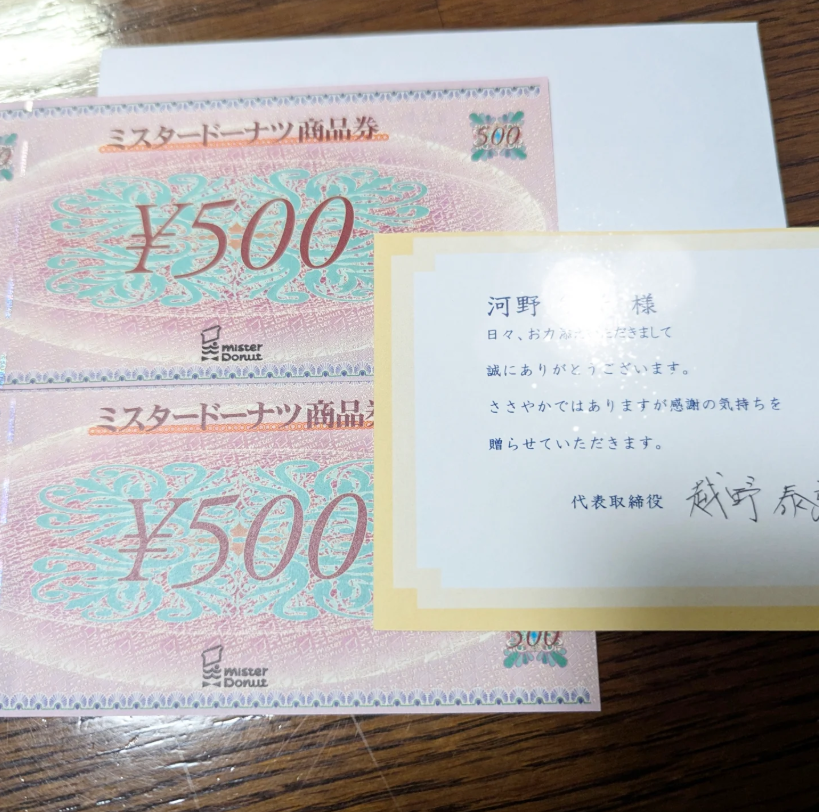 ミスタードーナツ商品券
500
¥500
mister
Donut
ミスタードーナツ商品
¥500
500
mister
Donut
河野 様
日々、お力 ただきまして
誠にありがとうございます。
ささやかではありますが感謝の気持ちを
贈らせていただきます。
代表取締役 越野 泰